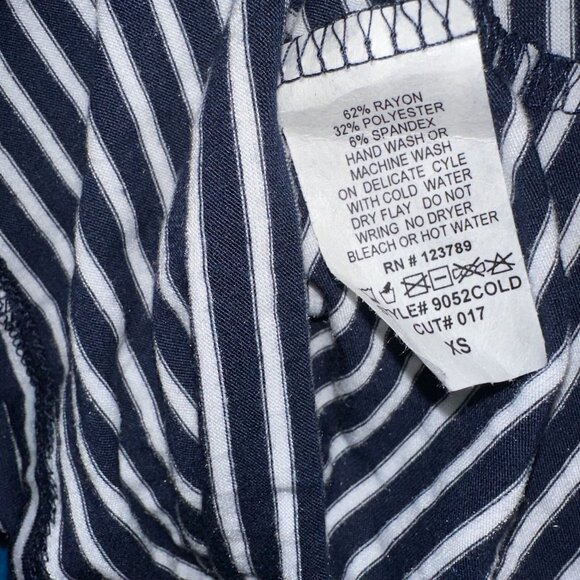 62% RAYON
32% POLYESTER
6% SPANDEX
HAND WASH OR
MACHINE WASH
ON DELICATE CYLE
WITH COLD WATER
DRY FLAY DO NOT
WRING NO DRYER
BLEACH OR HOT WATER
RN # 123789
STYLE# 9052COLD
CUT# 017
XS